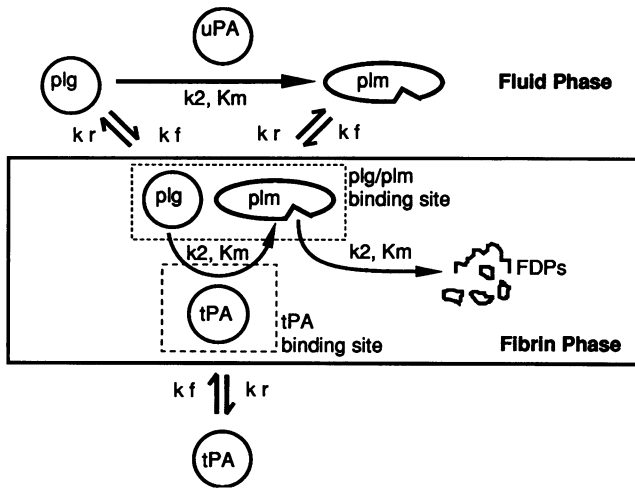 uPA
plg
plm
Fluid Phase
k2, Km
k r
k f
k r
k f
plg
plm
plg/plm
binding site
k2, Km
k2, Km
FDPs
tPA
tPA
binding site
Fibrin Phase
k f
k r
tPA